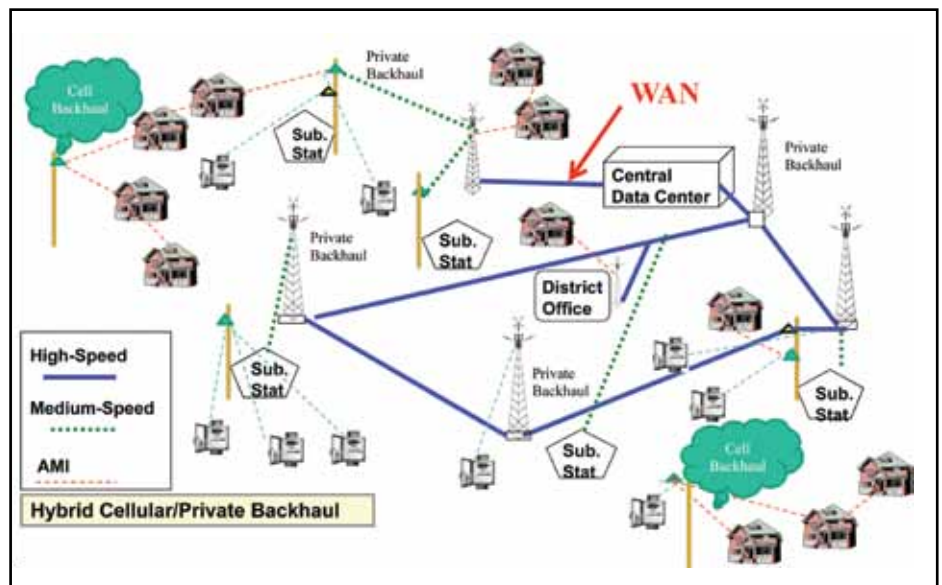 Private
Backhaul
Cell
Backhaul
WAN
Sub.
Stat
Central
Data Center
Private
Backhaul
Private
Backhaul
Sub.
Stat
District
Office
High-Speed
Medium-Speed
AMI
Sub.
Stat
Private
Backhaul
Sub.
Stat
Sub.
Stat
Cell
Backhaul
Hybrid Cellular/Private Backhaul